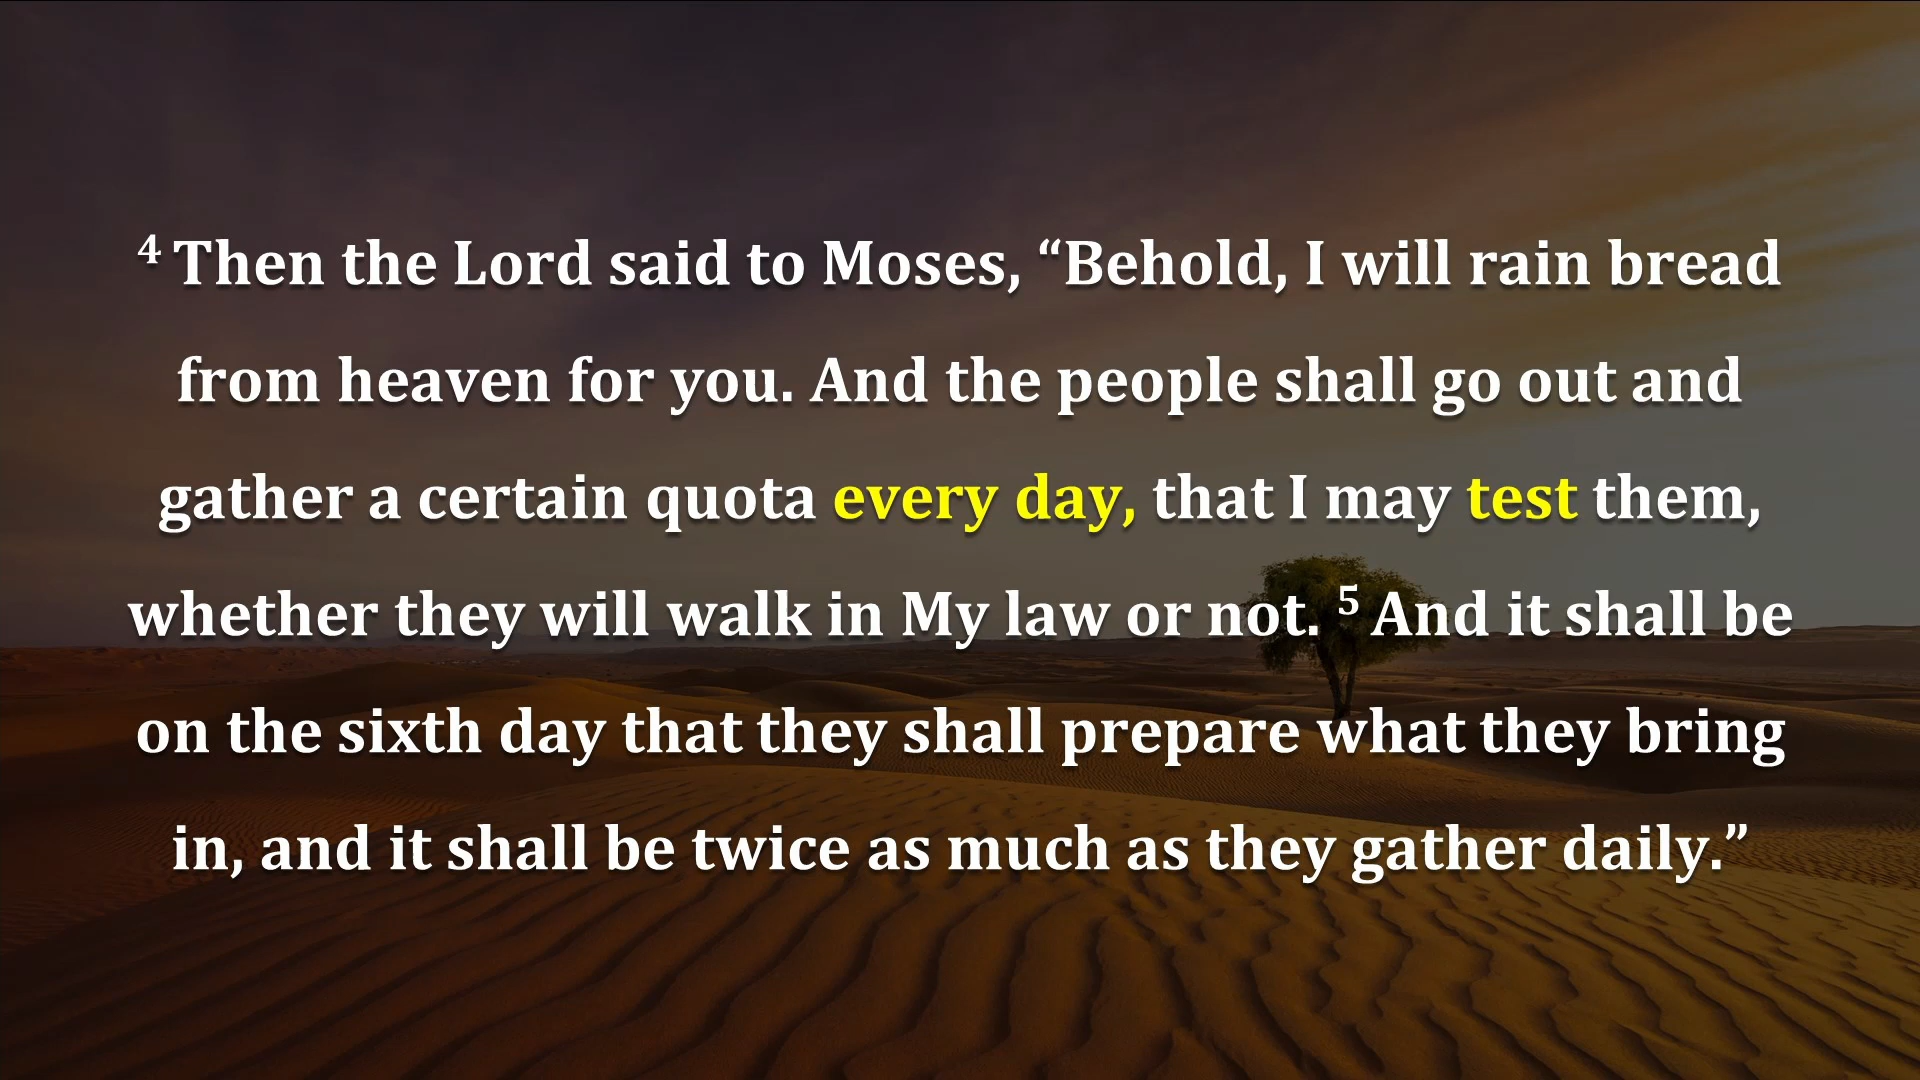 ⁴ Then the Lord said to Moses, “Behold, I will rain bread
from heaven for you. And the people shall go out and
gather a certain quota every day, that I may test them,
whether they will walk in My law or not. ⁵ And it shall be
on the sixth day that they shall prepare what they bring
in, and it shall be twice as much as they gather daily.”